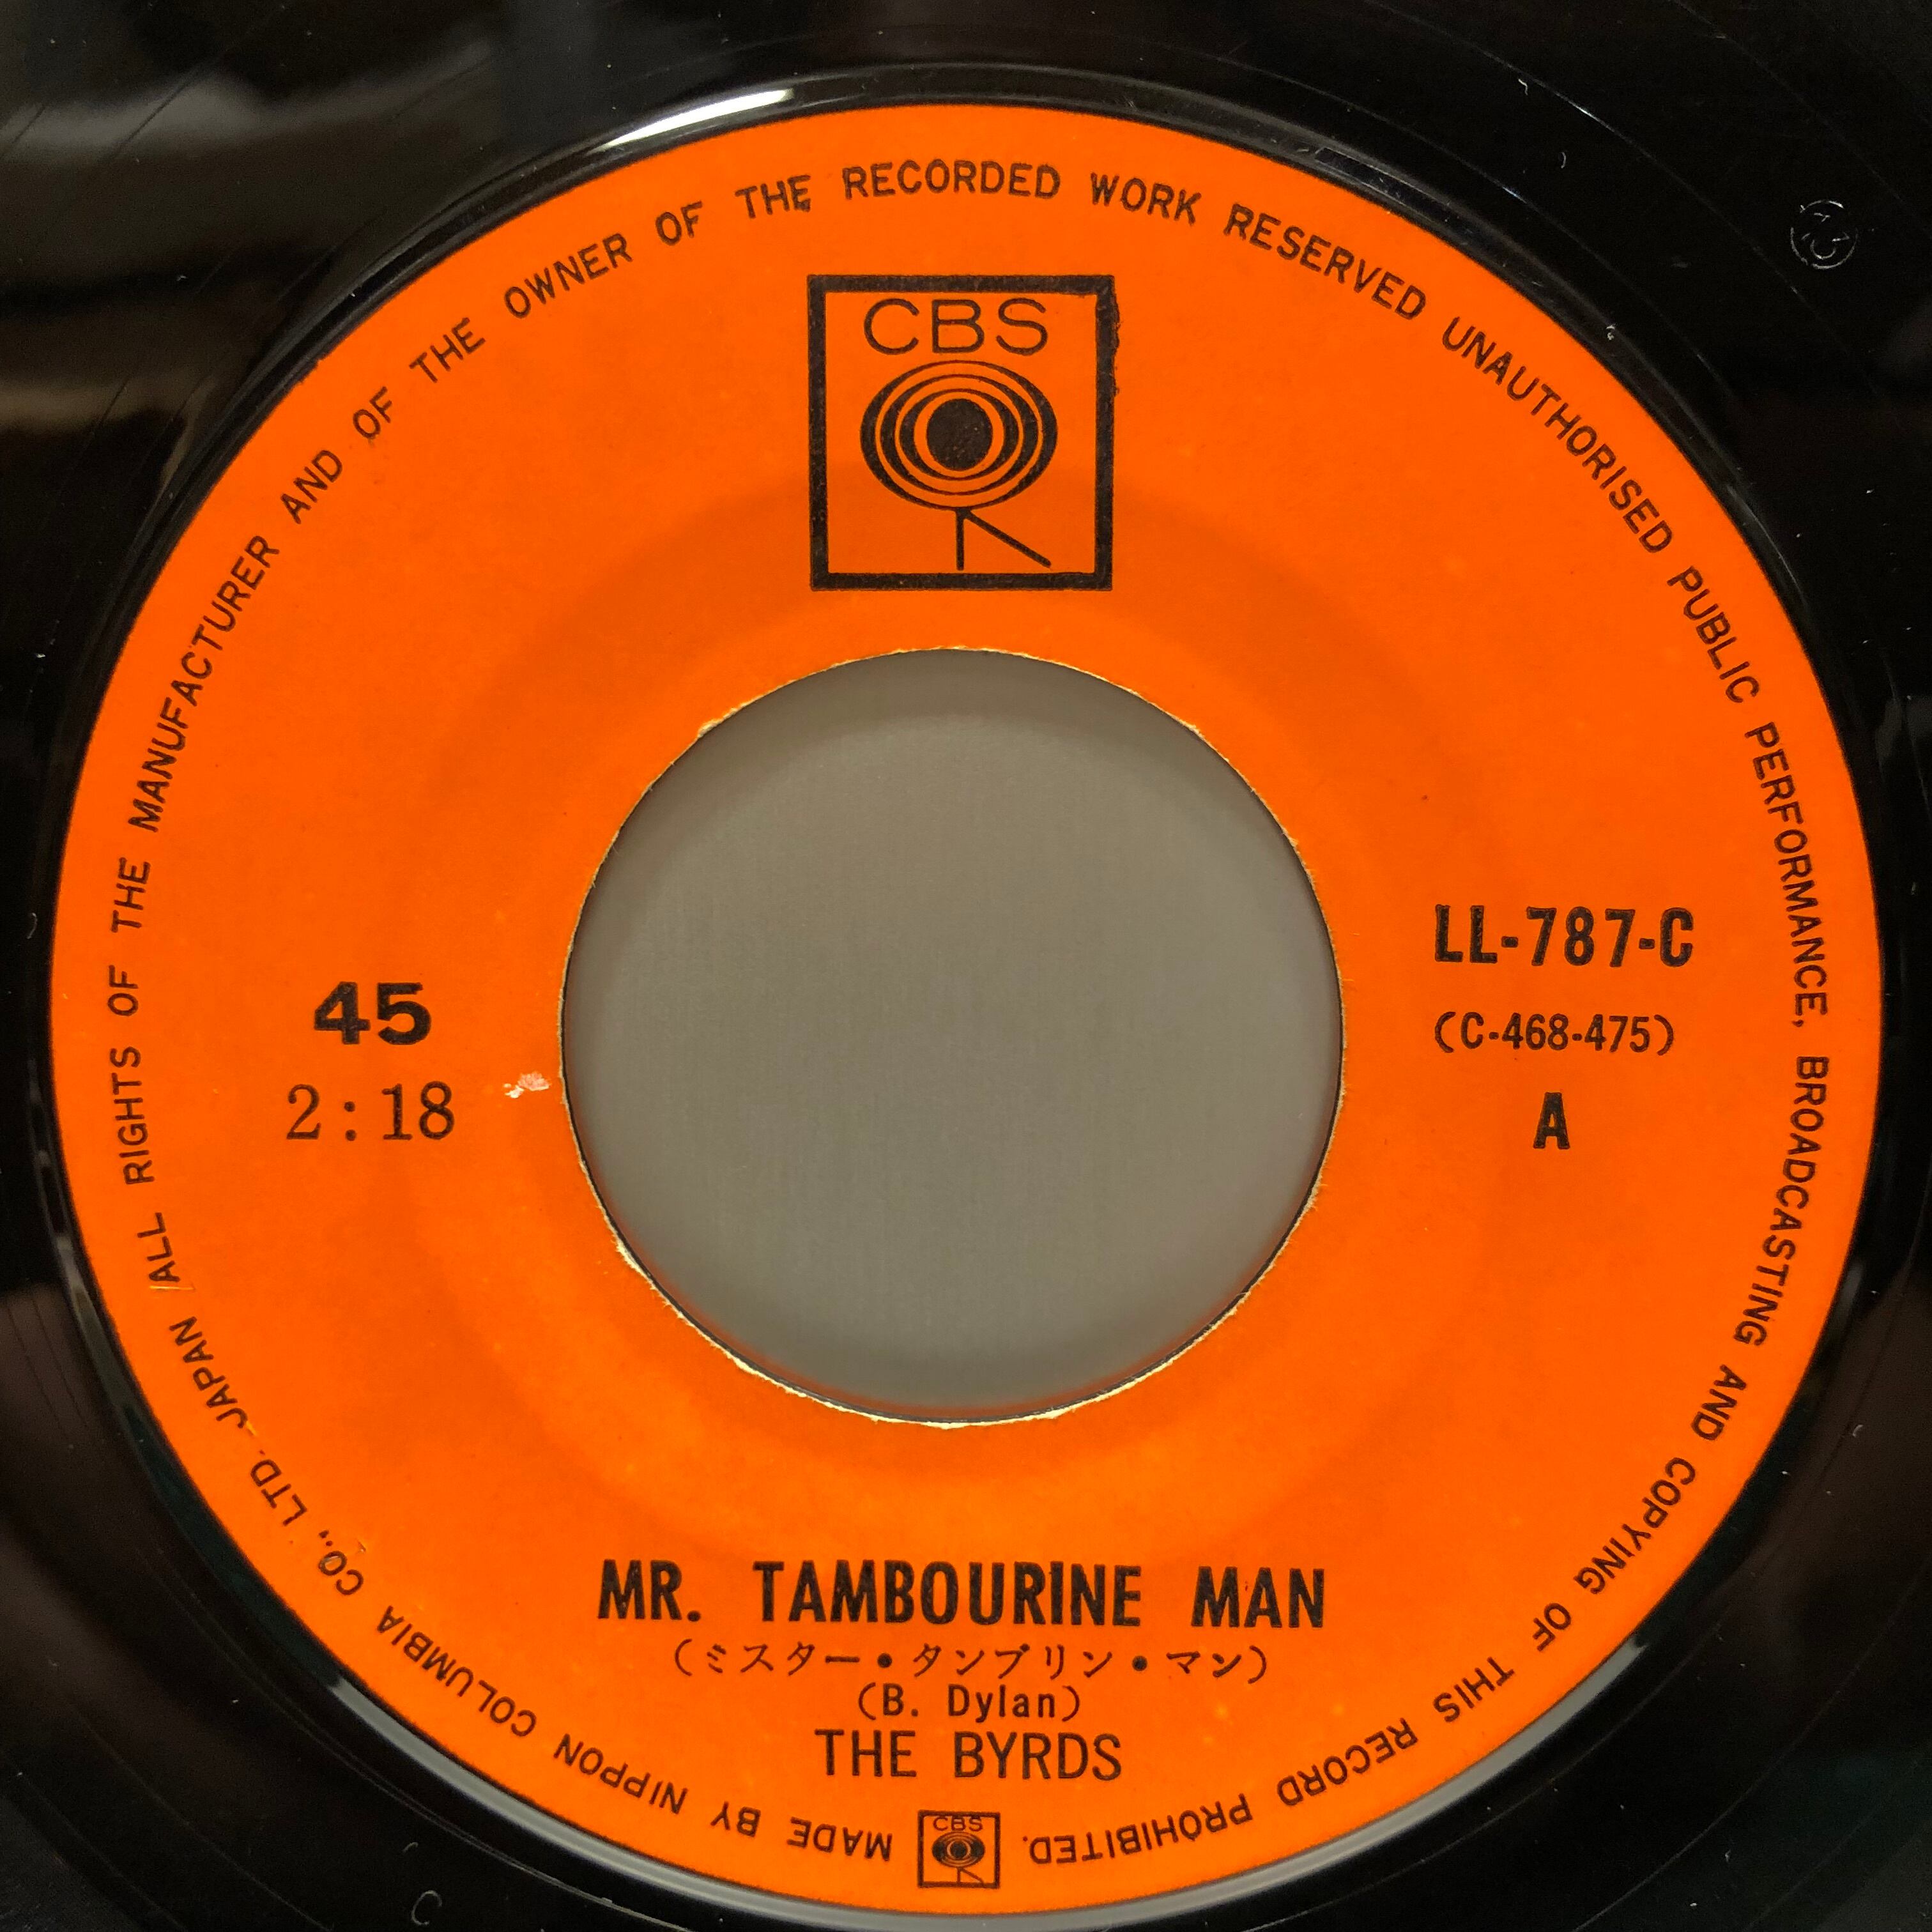 ALL RIGHTS OF THE MANUFACTURER AND OF THE OWNER OF THE RECORDED WORK RESERVED UNAUTHORISED PUBLIC PERFORMANCE, BROADCASTING AND COPYING OF THIS RECORD PROHIBITED.
CBS
LL-787-C
(C-468-475)
A
45
2:18
MR. TAMBOURINE MAN
(ミスター・タンブリン・マン)
(B. Dylan)
THE BYRDS
CBS
MADE BY NIPPON COLUMBIA CO., LTD. JAPAN